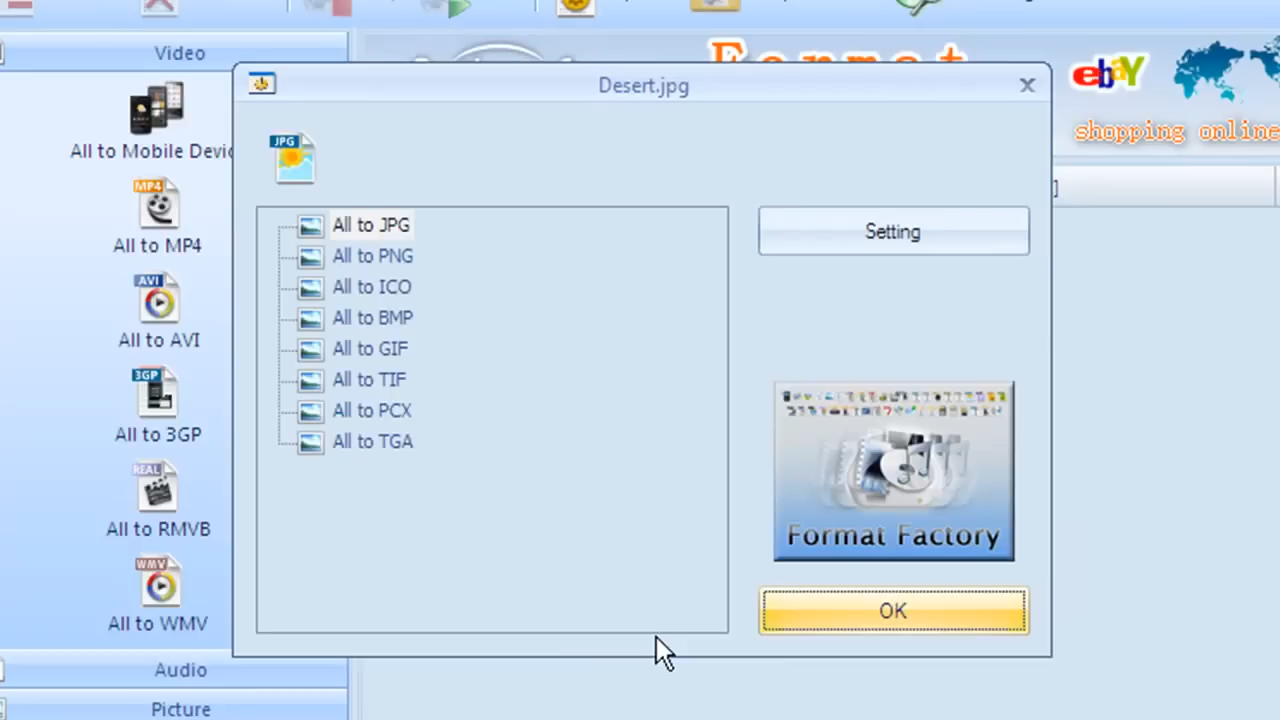 Video
Format
ebaY
shopping online
All to Mobile Devic
MP4
All to MP4
AVI
All to AVI
3GP
All to 3GP
REAL
All to RMVB
WMV
All to WMV
Audio
Picture
Desert.jpg
JPG
All to JPG
All to PNG
All to ICO
All to BMP
All to GIF
All to TIF
All to PCX
All to TGA
Setting
Format Factory
OK